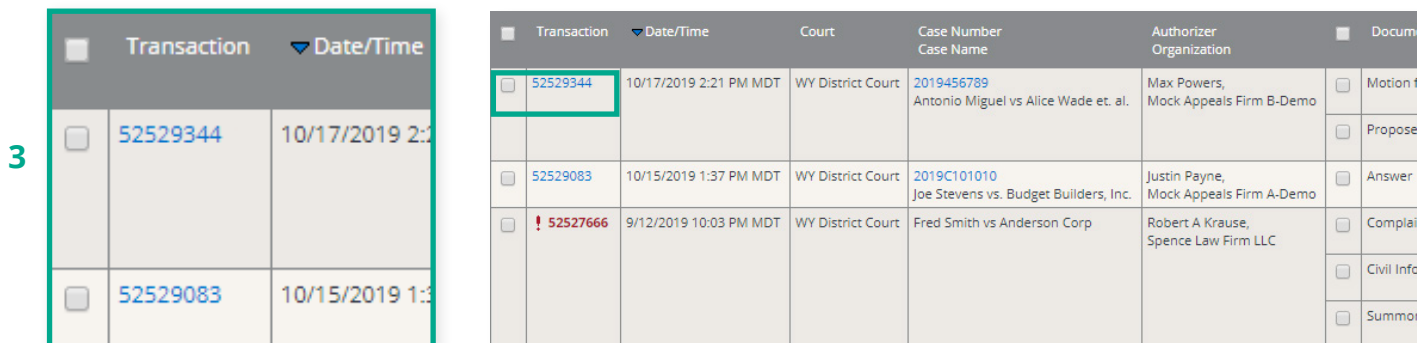 3
Transaction Date/Time
52529344 10/17/2019 2:2
52529083 10/15/2019 1:3
Transaction Date/Time Court Case Number Authorizer Docum
Case Name Organization
52529344 10/17/2019 2:21 PM MDT WY District Court 2019456789 Max Powers, Motion f
Antonio Miguel vs Alice Wade et. al. Mock Appeals Firm B-Demo
Propose
52529083 10/15/2019 1:37 PM MDT WY District Court 2019C101010 Justin Payne, Answer
Joe Stevens vs. Budget Builders, Inc. Mock Appeals Firm A-Demo
! 52527666 9/12/2019 10:03 PM MDT WY District Court Fred Smith vs Anderson Corp Robert A Krause, Complai
Spence Law Firm LLC
Civil Info
Summon